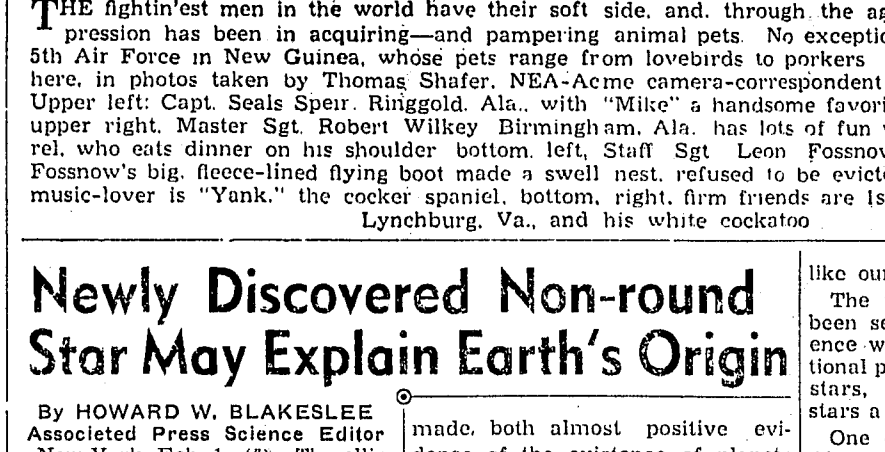 THE fightin'est men in the world have their soft side, and, through the
pression has been in acquiring—and pampering animal pets. No
5th Air Force in New Guinea, whose pets range from lovebirds to porkers
here, in photos taken by Thomas Shafer, NEA-Acme camera-correspondent
Upper left: Capt. Seals Speir. Ringgold, Ala., with "Mike" a handsome
upper right, Master Sgt. Robert Wilkey Birmingham, Ala. has lots of fun
rel, who eats dinner on his shoulder bottom. left, Staff Sgt Leon
Fossnow's big, fleece-lined flying boot made a swell nest, refused to be
music-lover is "Yank," the cocker spaniel, bottom, right, firm friends are
Lynchburg, Va., and his white cockatoo
Newly Discovered Non-round
Star May Explain Earth's Origin
By HOWARD W. BLAKESLEE
Associeted Press Science Editor
made, both almost positive evi-
like
The
been
ence
tional
stars,
stars a
One